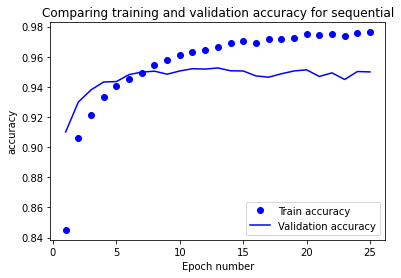 Comparing training and validation accuracy for sequential
0.98
0.96
0.94
0.92
0.90
0.88
0.86
0.84
accuracy
0
5
10
15
20
25
Epoch number
Train accuracy
Validation accuracy